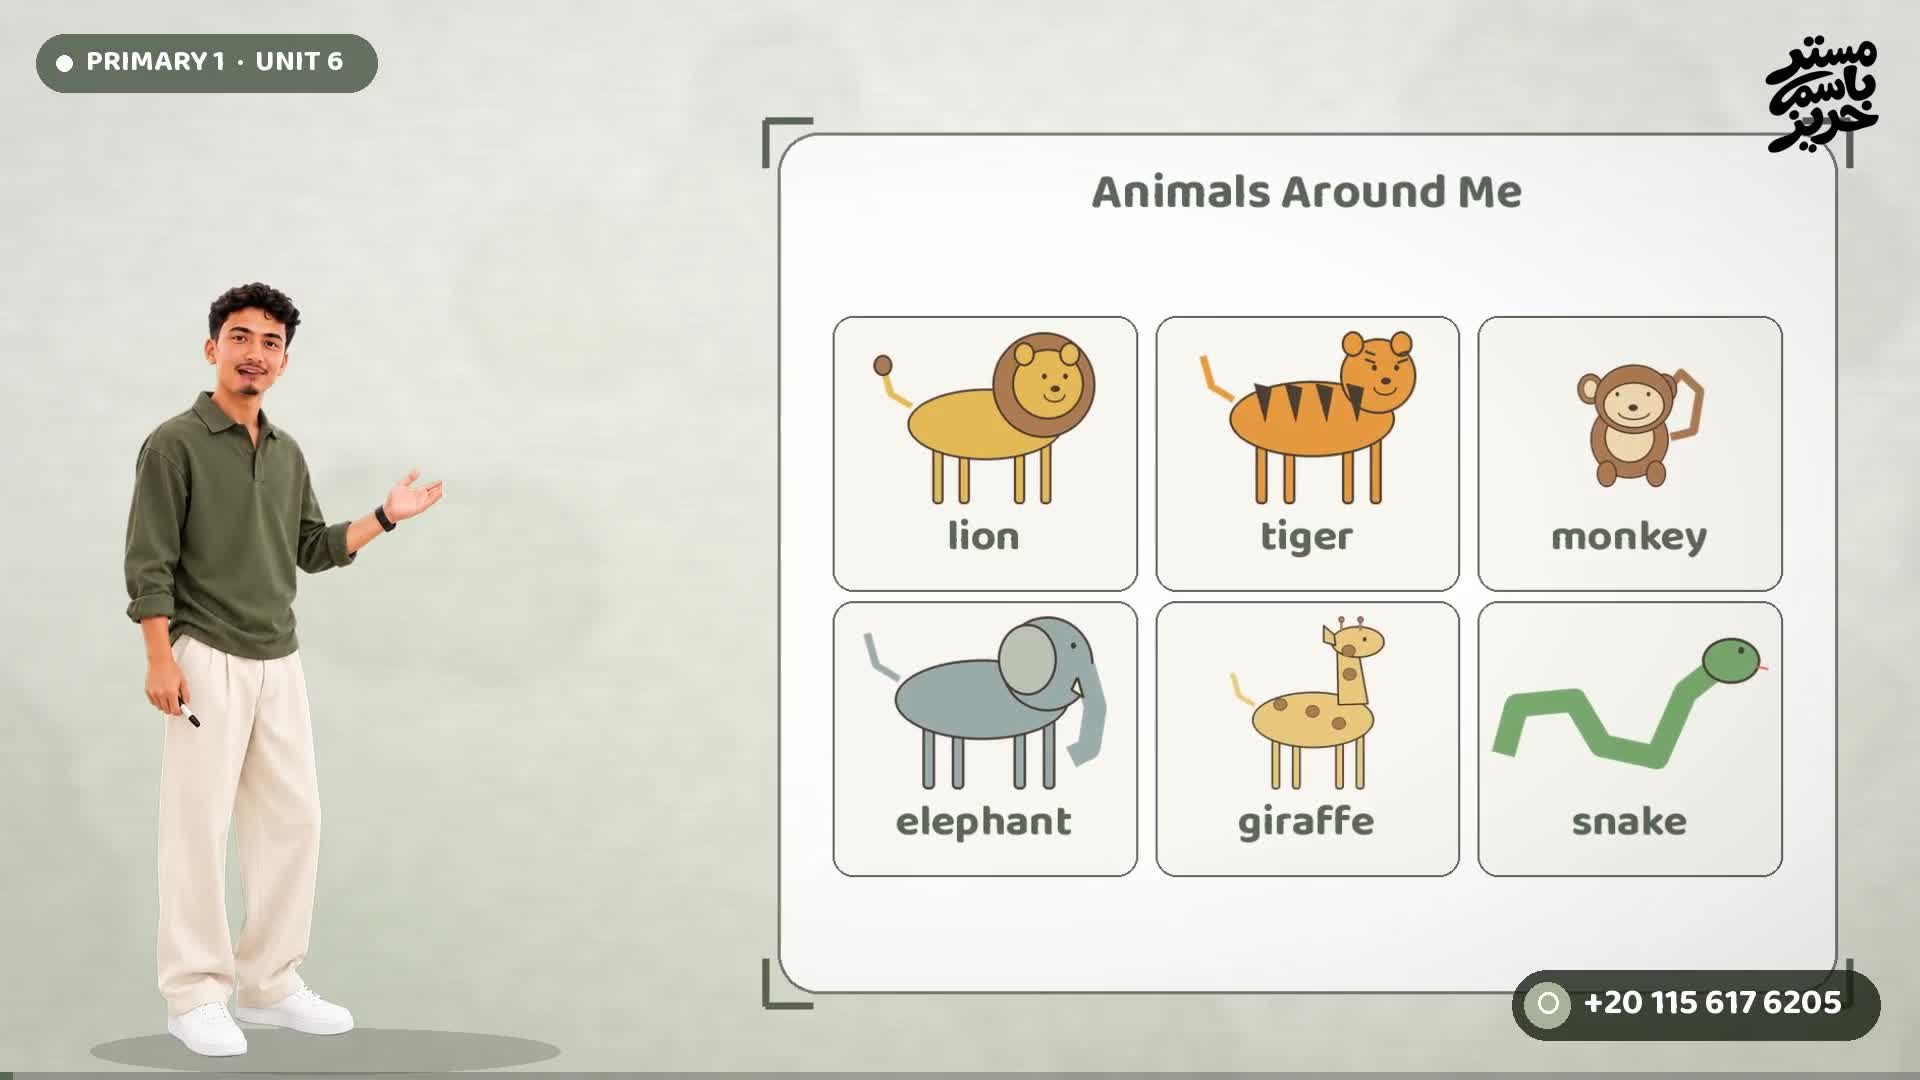 PRIMARY 1 · UNIT 6
مستر
باسم
حريز
Animals Around Me
lion
tiger
monkey
elephant
giraffe
snake
+20 115 617 6205